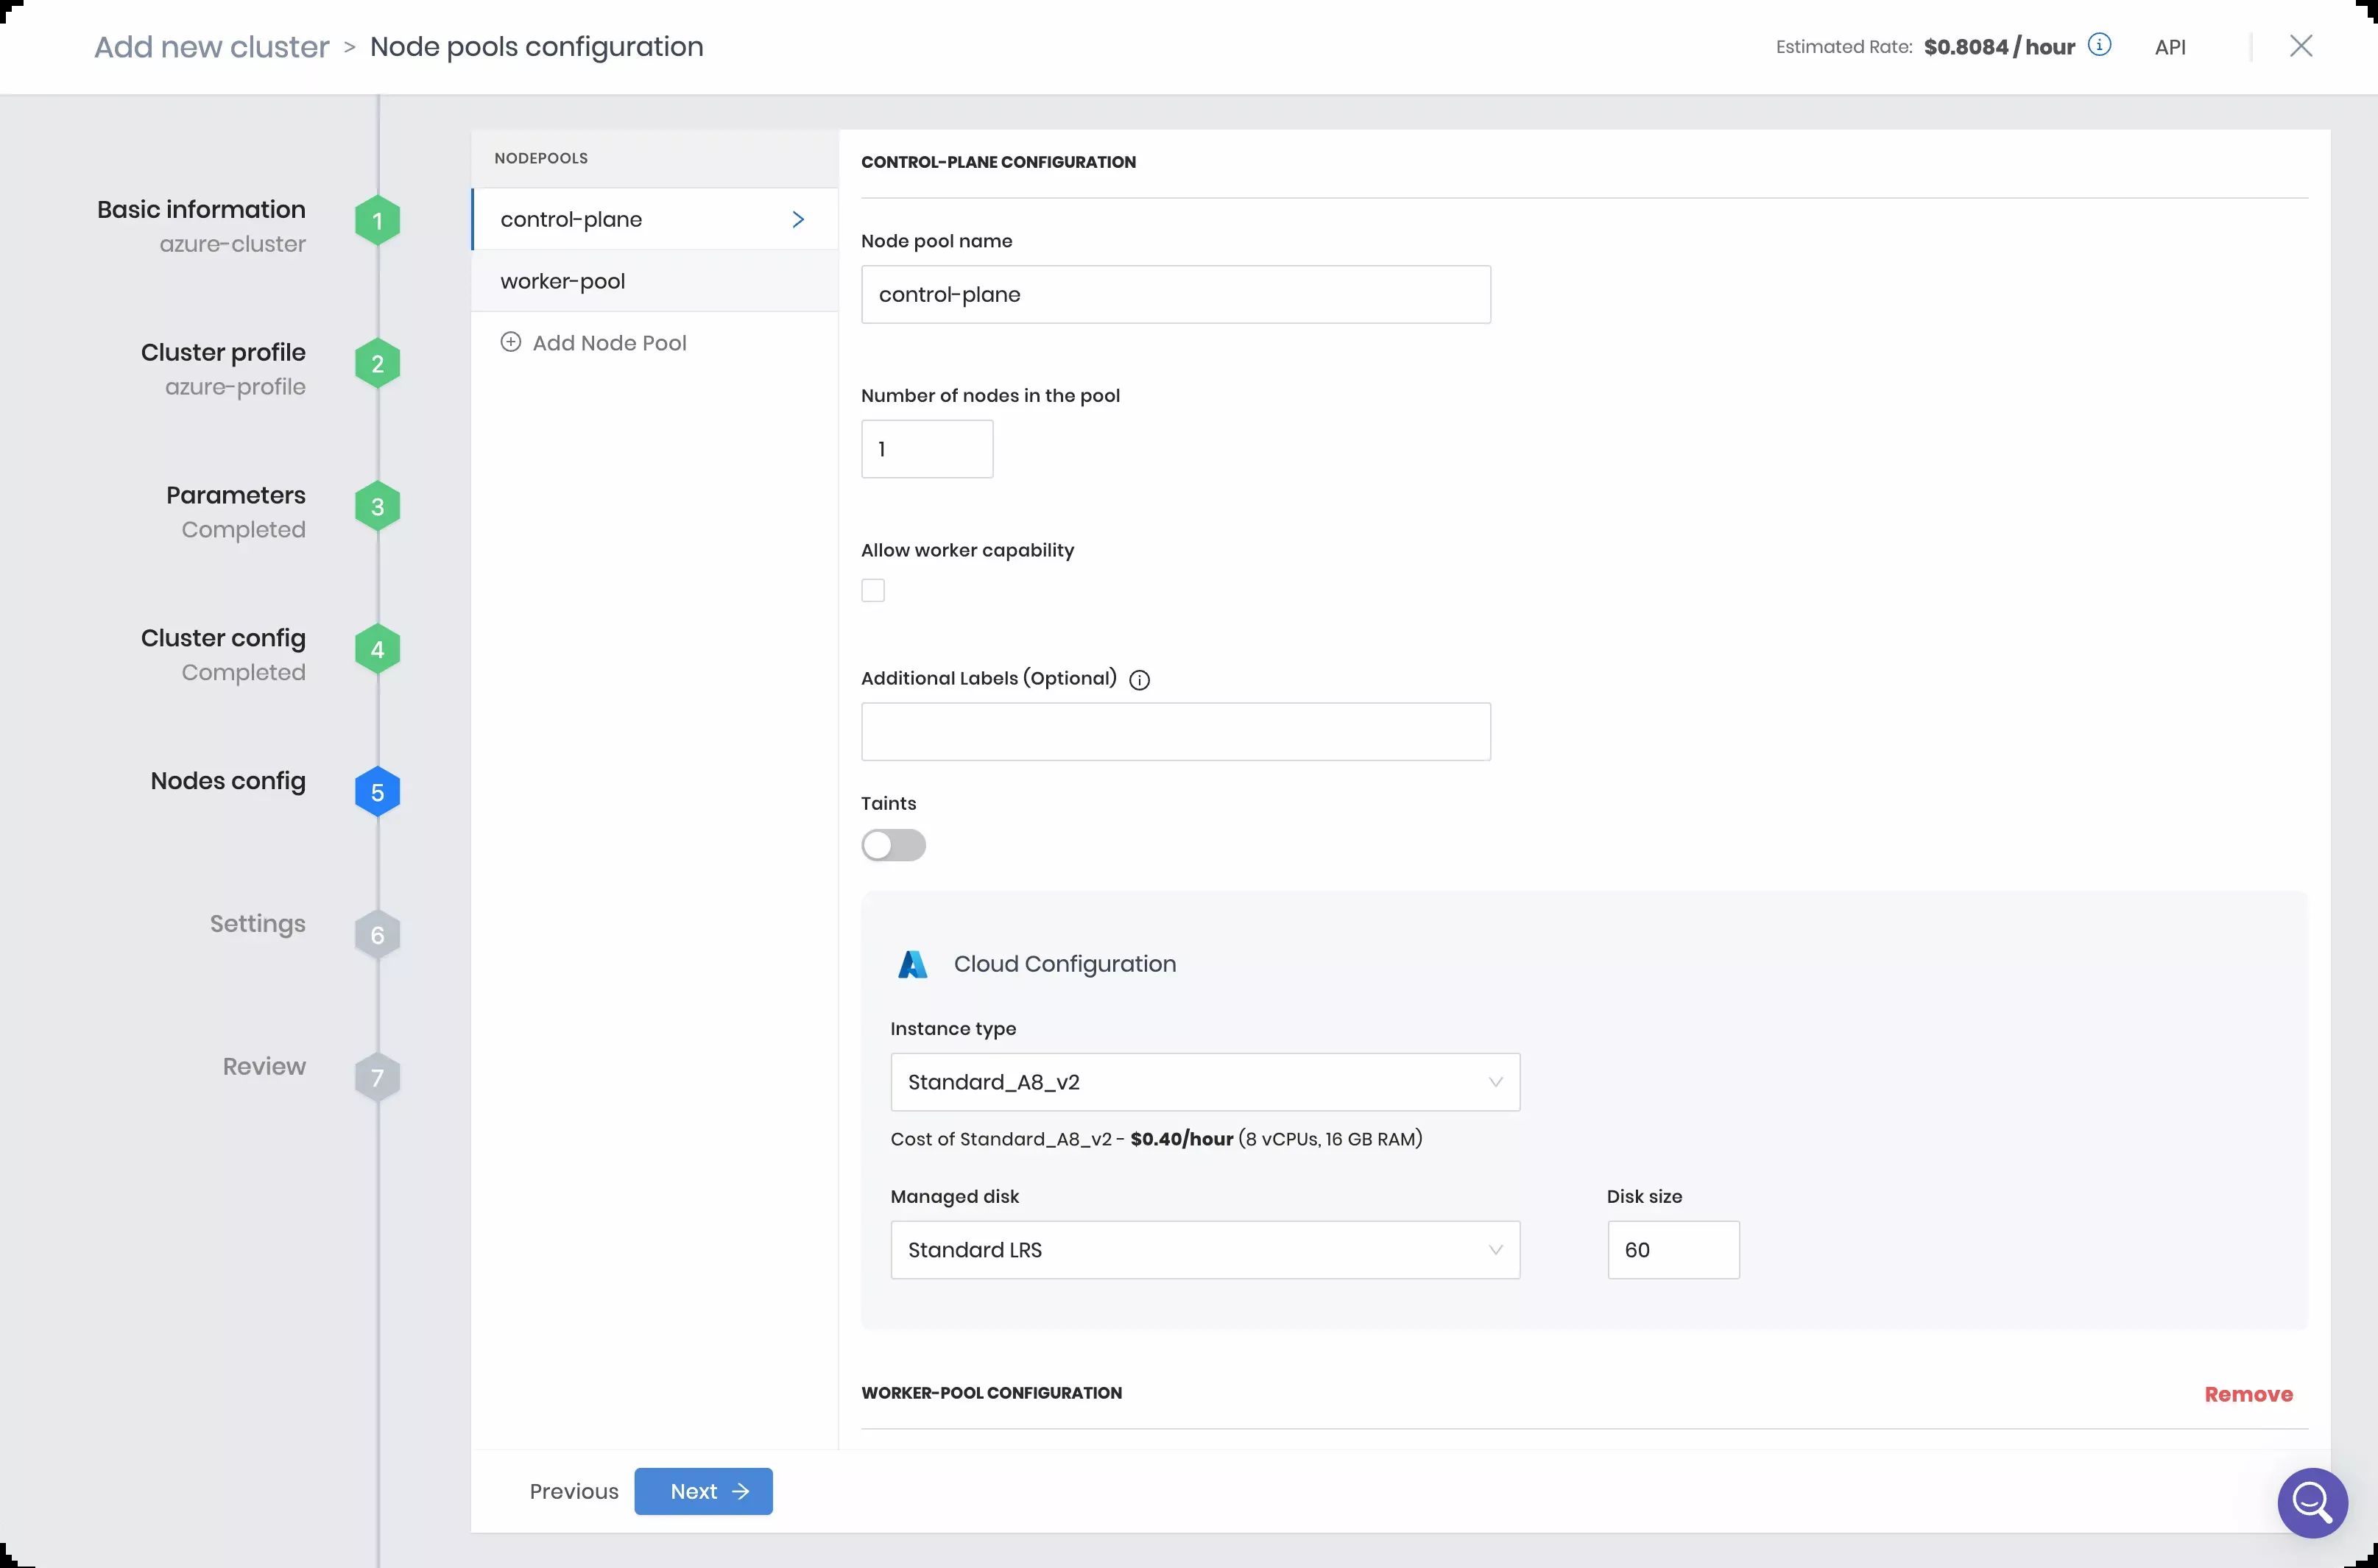 Add new cluster > Node pools configuration
Estimated Rate: $0.8084 / hour
API
Basic information
azure-cluster
1
Cluster profile
azure-profile
2
Parameters
Completed
3
Cluster config
Completed
4
Nodes config
5
Settings
6
Review
7
NODEPOOLS
control-plane
worker-pool
Add Node Pool
CONTROL-PLANE CONFIGURATION
Node pool name
control-plane
Number of nodes in the pool
1
Allow worker capability
Additional Labels (Optional)
Taints
Cloud Configuration
Instance type
Standard_A8_v2
Cost of Standard_A8_v2 - $0.40/hour (8 vCPUs, 16 GB RAM)
Managed disk
Standard LRS
Disk size
60
WORKER-POOL CONFIGURATION
Remove
Previous
Next